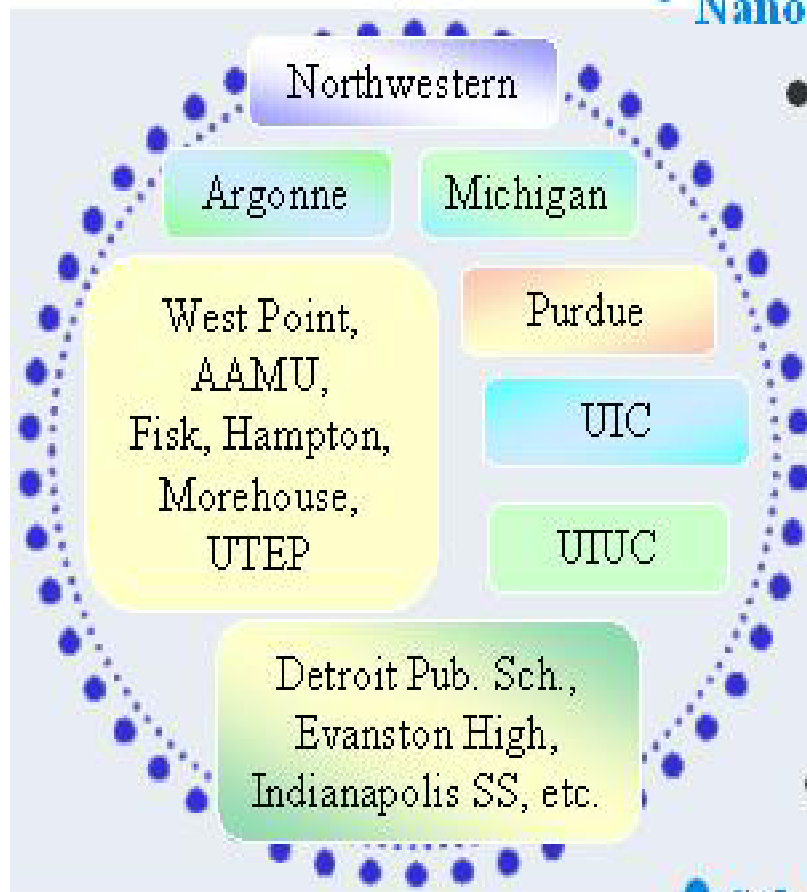 Nano
Northwestern
Argonne
Michigan
West Point,
AAMU,
Fisk, Hampton,
Morehouse,
UTEP
Purdue
UIC
UIUC
Detroit Pub. Sch.,
Evanston High,
Indianapolis SS, etc.